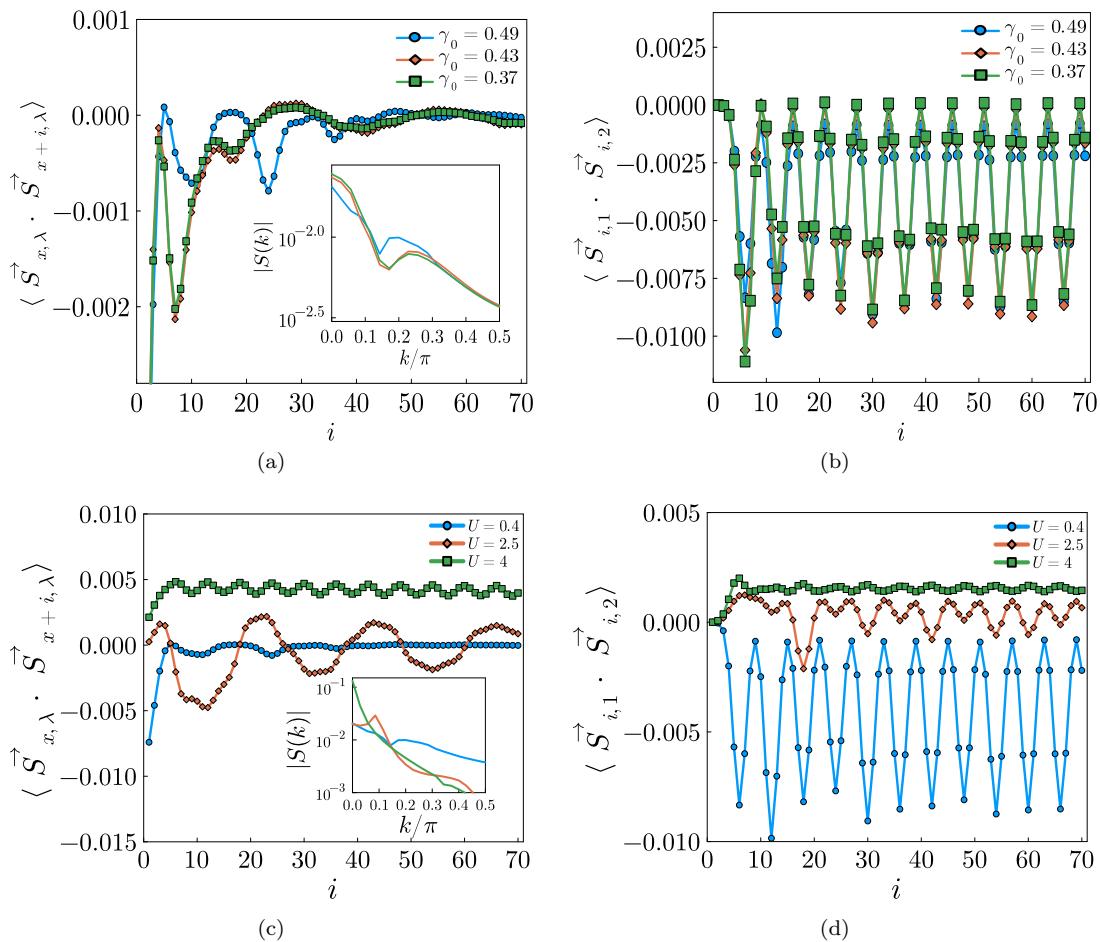 0.001
0.000
−0.001
−0.002
⟨ S⃗ x, λ · S⃗ x + i, λ ⟩
γ0 = 0.49
γ0 = 0.43
γ0 = 0.37
|S(k)|
10−2.0
10−2.5
0.0 0.1 0.2 0.3 0.4 0.5
k/π
0 10 20 30 40 50 60 70
i
(a)
0.0025
0.0000
−0.0025
−0.0050
−0.0075
−0.0100
⟨ S⃗ i, 1 · S⃗ i, 2 ⟩
γ0 = 0.49
γ0 = 0.43
γ0 = 0.37
0 10 20 30 40 50 60 70
i
(b)
0.010
0.005
0.000
−0.005
−0.010
−0.015
⟨ S⃗ x, λ · S⃗ x + i, λ ⟩
U = 0.4
U = 2.5
U = 4
|S(k)|
10−1
10−2
10−3
0.0 0.1 0.2 0.3 0.4 0.5
k/π
0 10 20 30 40 50 60 70
i
(c)
0.005
0.000
−0.005
−0.010
⟨ S⃗ i, 1 · S⃗ i, 2 ⟩
U = 0.4
U = 2.5
U = 4
0 10 20 30 40 50 60 70
i
(d)